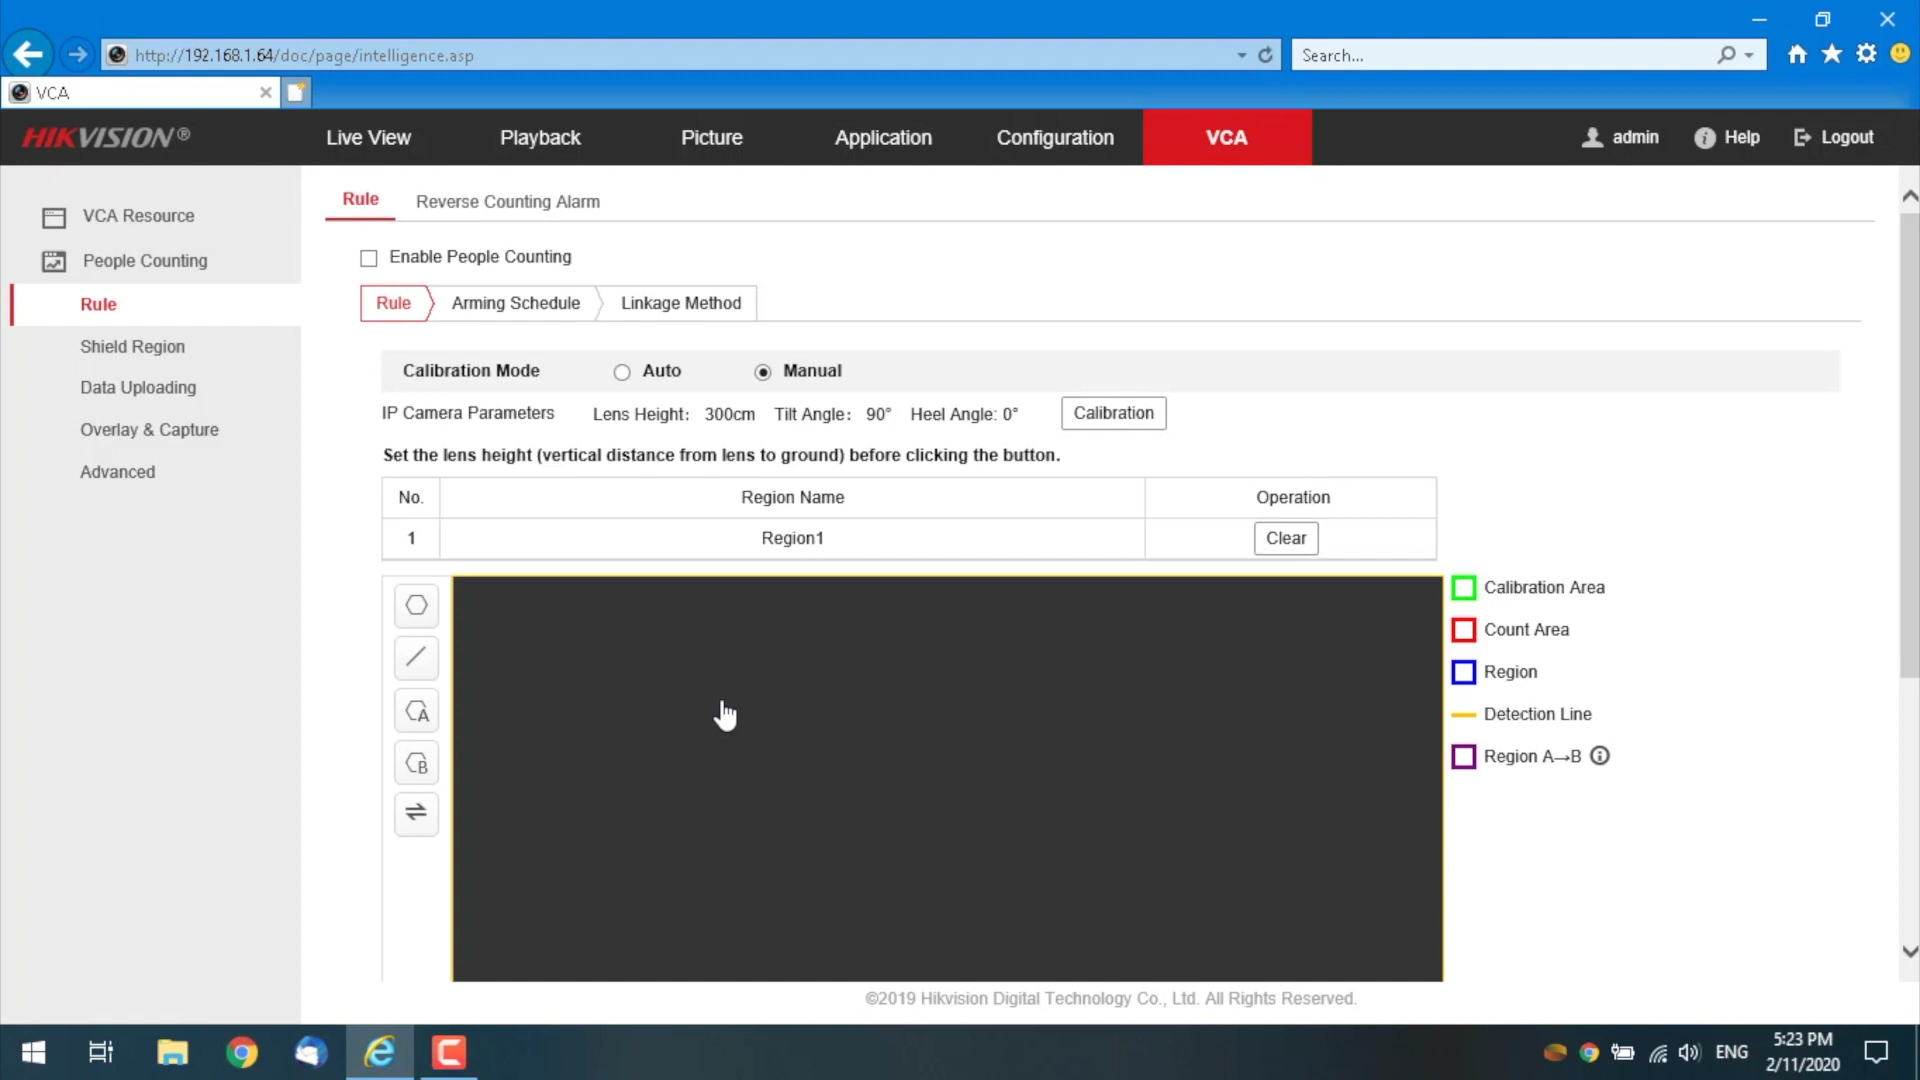 http://192.168.1.64/doc/page/intelligence.asp
Search...
VCA
HIKVISION®
Live View
Playback
Picture
Application
Configuration
VCA
admin
Help
Logout
VCA Resource
People Counting
Rule
Shield Region
Data Uploading
Overlay & Capture
Advanced
Rule
Reverse Counting Alarm
Enable People Counting
Rule
Arming Schedule
Linkage Method
Calibration Mode
Auto
Manual
IP Camera Parameters
Lens Height: 300cm
Tilt Angle: 90°
Heel Angle: 0°
Calibration
Set the lens height (vertical distance from lens to ground) before clicking the button.
No.
Region Name
Operation
1
Region1
Clear
A
B
Calibration Area
Count Area
Region
Detection Line
Region A→B
©2019 Hikvision Digital Technology Co., Ltd. All Rights Reserved.
ENG
5:23 PM
2/11/2020